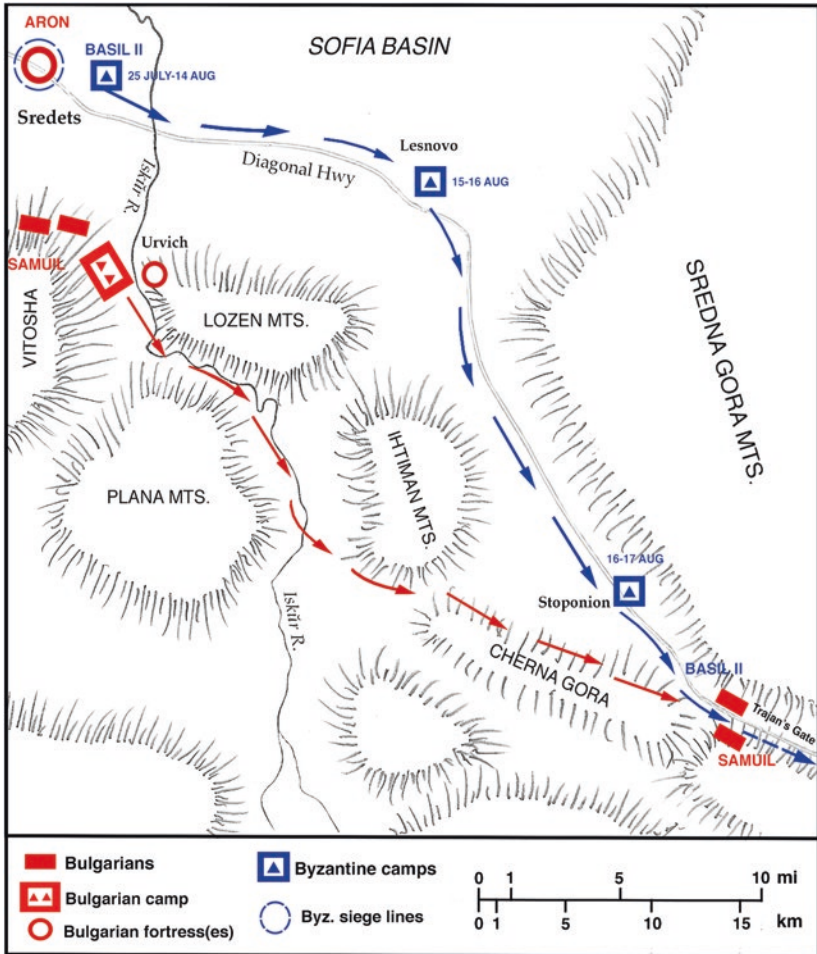 ARON
BASIL II
SOFIA BASIN
25 JULY-14 AUG
Sredets
Lesnovo
Diagonal Hwy
15-16 AUG
Iskŭr R.
Urvich
SAMUIL
VITOSHA
LOZEN MTS.
SREDNA GORA MTS.
PLANA MTS.
IHTIMAN MTS.
16-17 AUG
Stoponion
Iskŭr R.
CHERNA GORA
BASIL II
Trajan's Gate
SAMUIL
Bulgarians
Bulgarian camp
Bulgarian fortress(es)
Byzantine camps
Byz. siege lines
0 1 5 10 mi
0 1 5 10 15 km